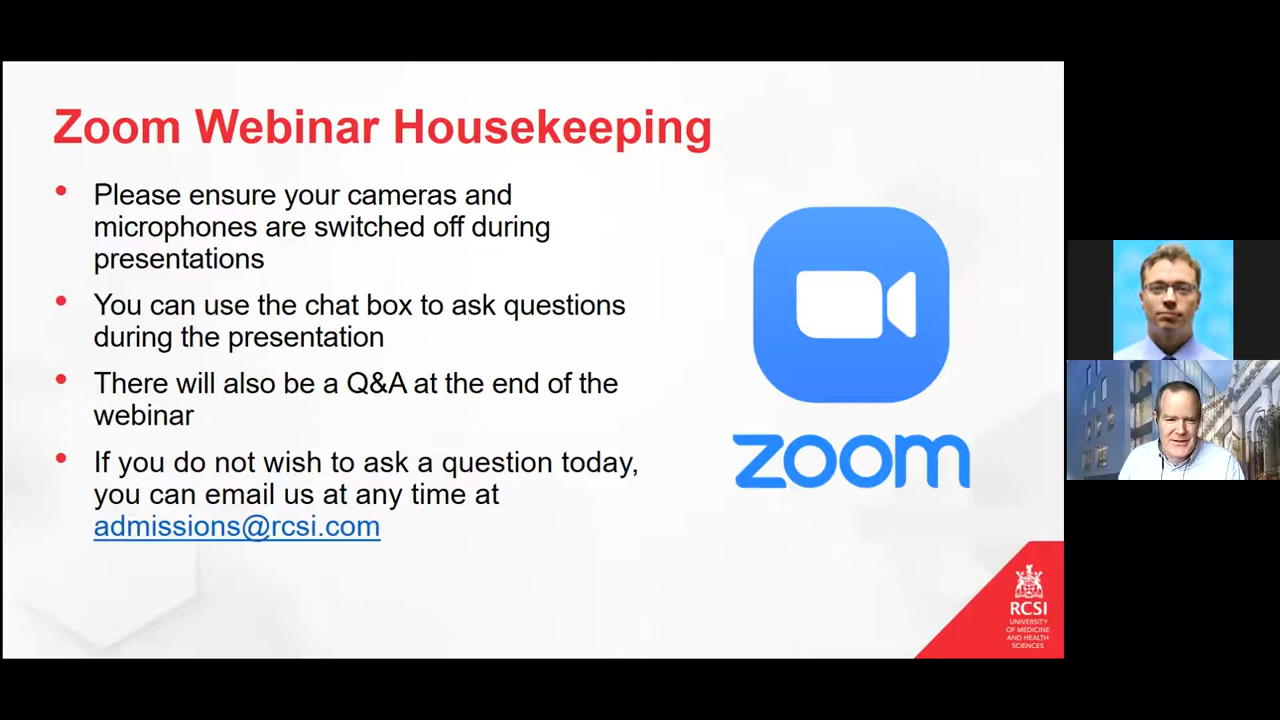 Zoom Webinar Housekeeping
• Please ensure your cameras and
microphones are switched off during
presentations
• You can use the chat box to ask questions
during the presentation
• There will also be a Q&A at the end of the
webinar
• If you do not wish to ask a question today,
you can email us at any time at
admissions@rcsi.com
zoom
RCSI
UNIVERSITY
OF MEDICINE
AND HEALTH
SCIENCES